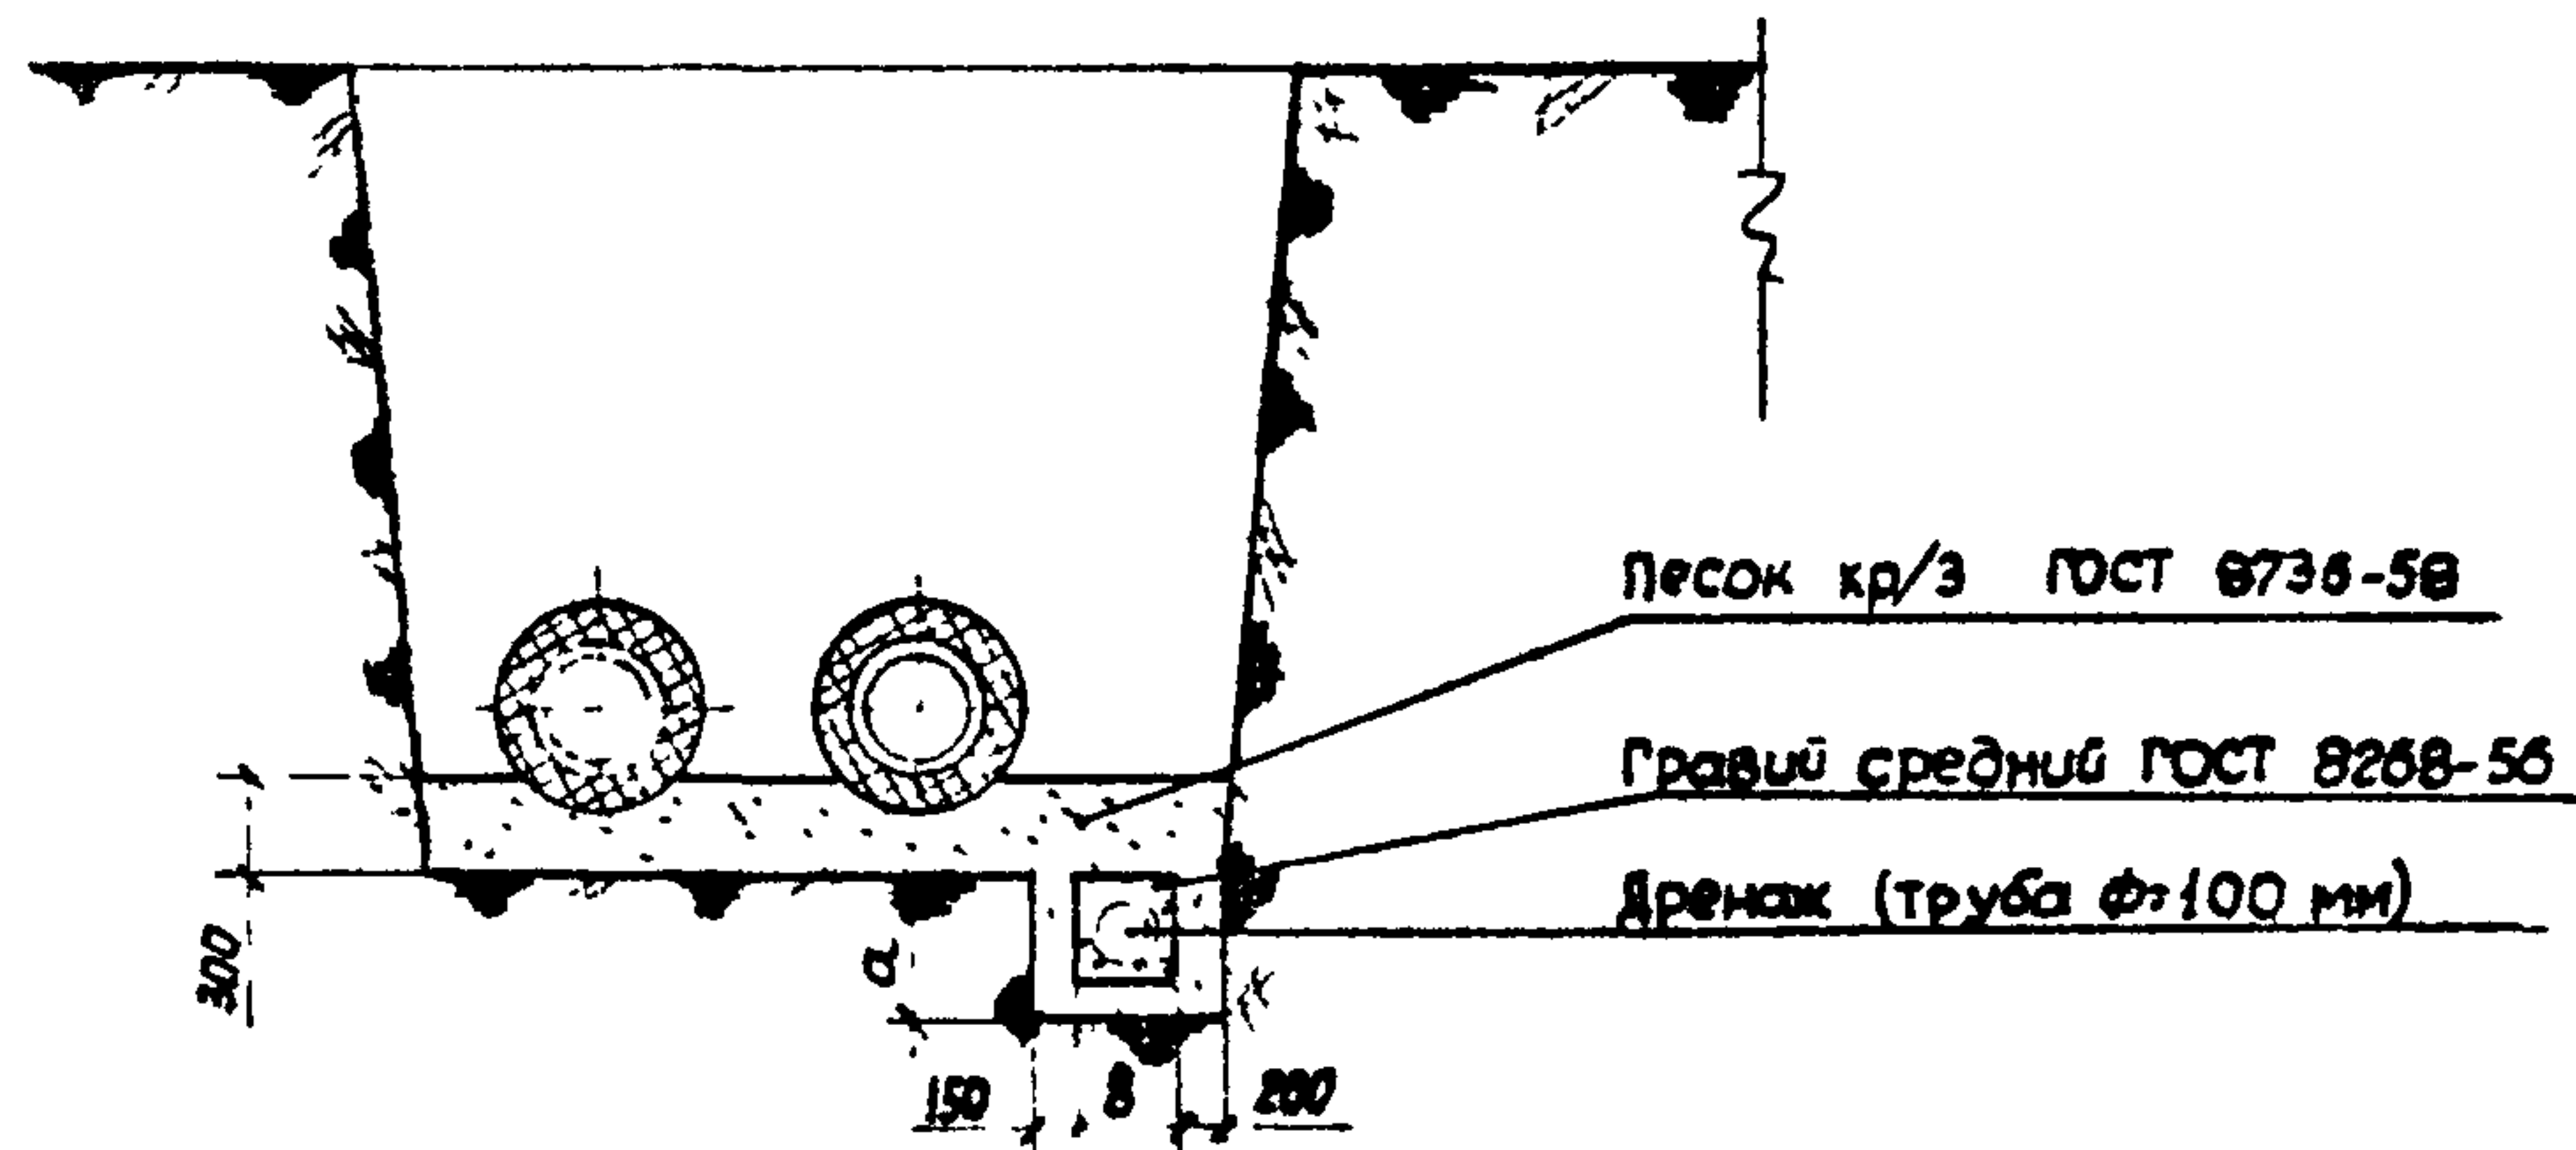 Песок кр/з ГОСТ 8736-58
Гравий средний ГОСТ 8268-56
Дренаж (труба Ф=100 мм)
300
а
150
в
200